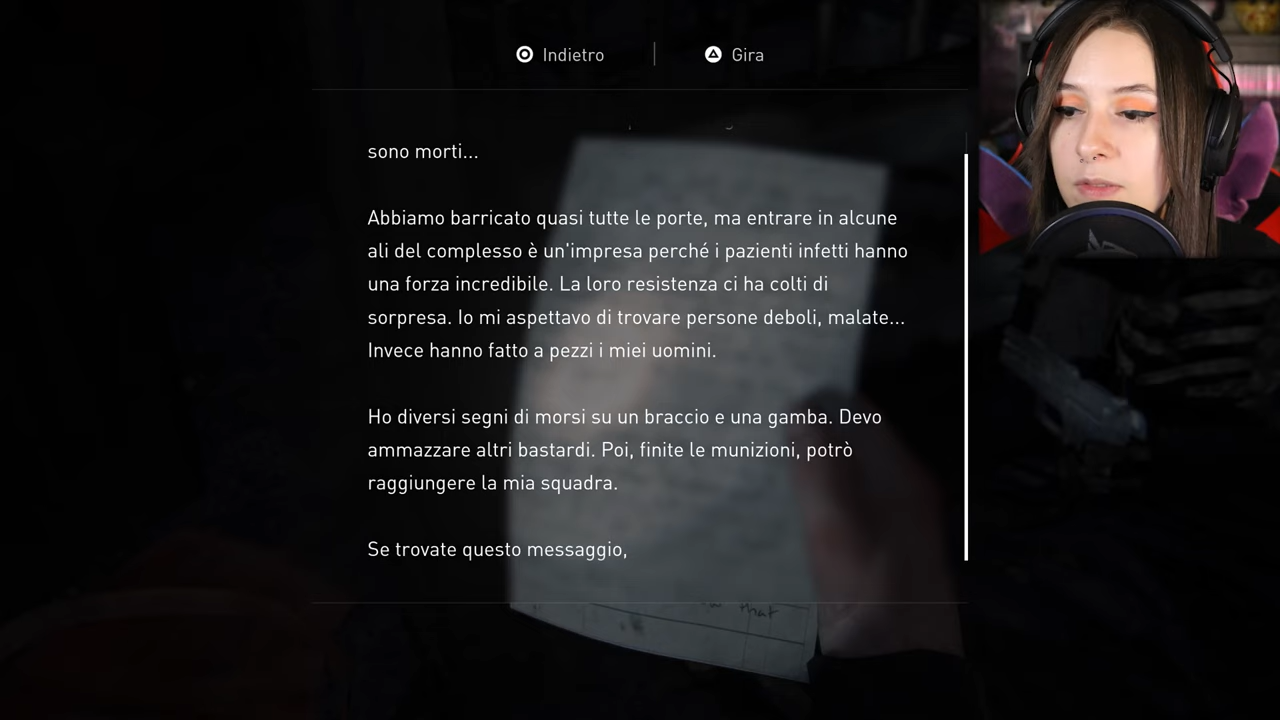 Indietro
Gira
sono morti...
Abbiamo barricato quasi tutte le porte, ma entrare in alcune
ali del complesso è un'impresa perché i pazienti infetti hanno
una forza incredibile. La loro resistenza ci ha colti di
sorpresa. Io mi aspettavo di trovare persone deboli, malate...
Invece hanno fatto a pezzi i miei uomini.
Ho diversi segni di morsi su un braccio e una gamba. Devo
ammazzare altri bastardi. Poi, finite le munizioni, potrò
raggiungere la mia squadra.
Se trovate questo messaggio,
that